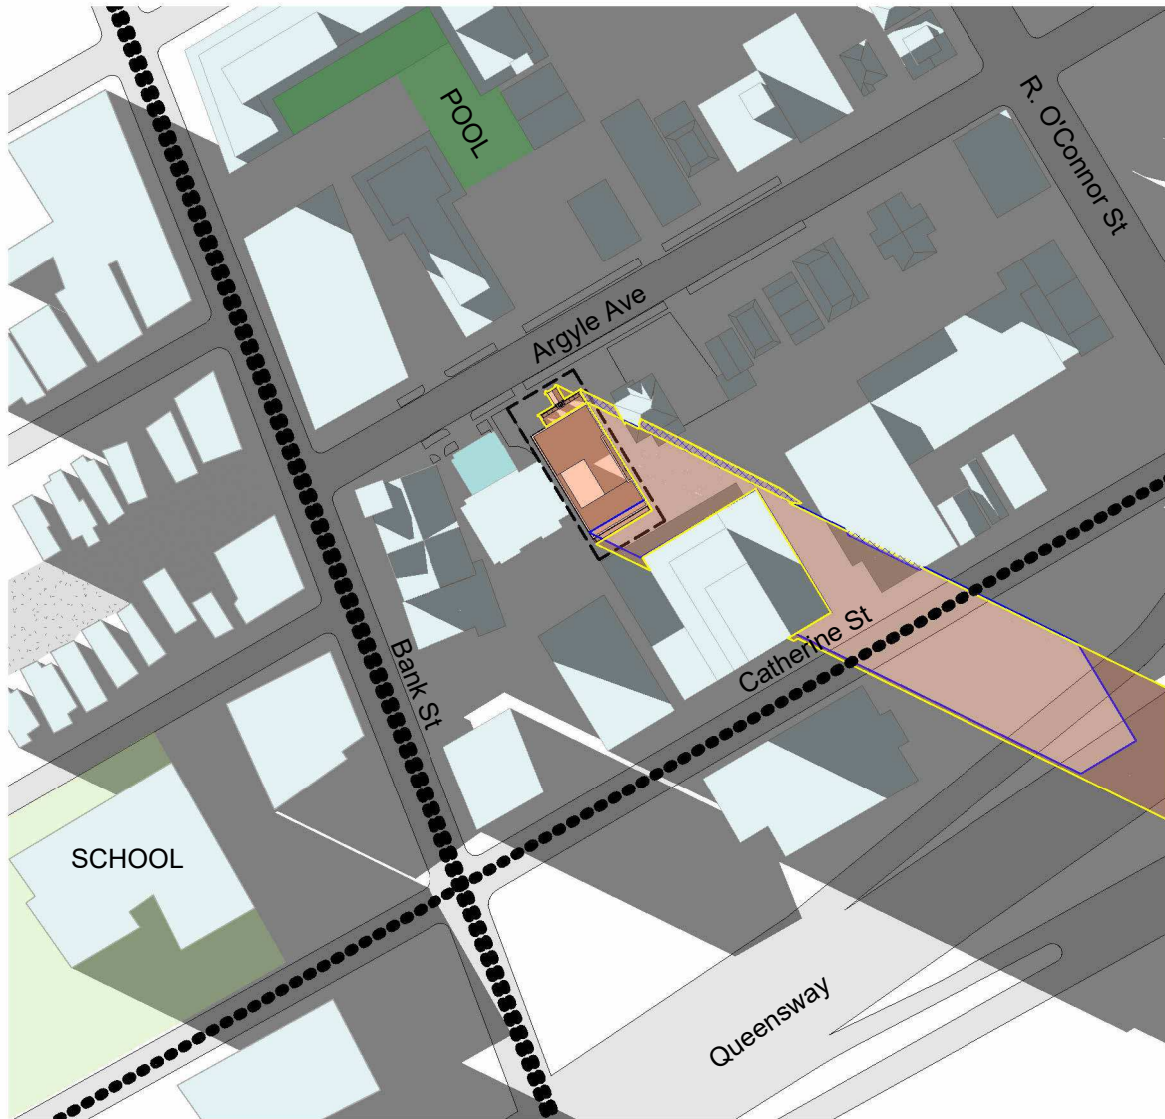 POOL
R. O'Connor St
Argyle Ave
Bank St
Catherine St
SCHOOL
Queensway